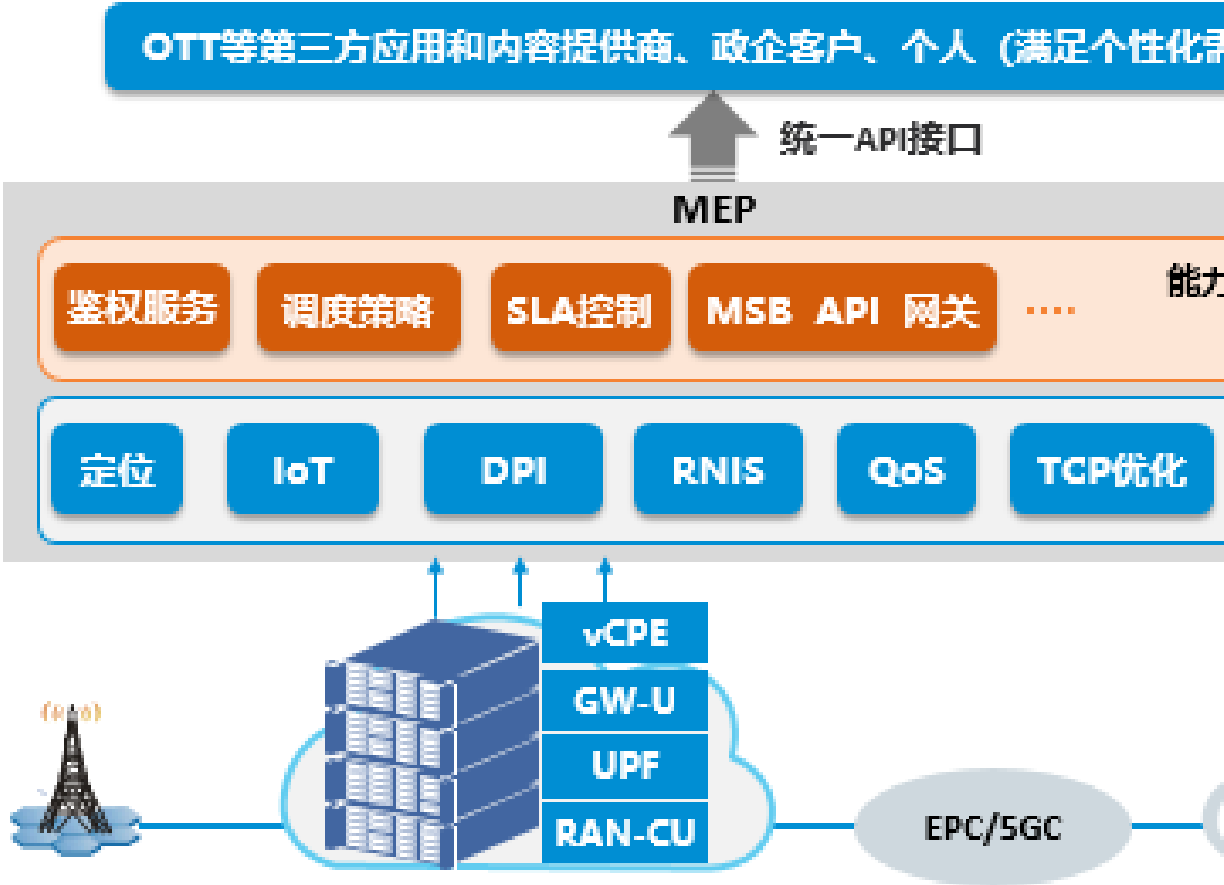 OTT等第三方应用和内容提供商、政企客户、个人（满足个性化需
统一API接口
MEP
能力
鉴权服务 调度策略 SLA控制 MSB API 网关 ·····
定位 IoT DPI RNIS QoS TCP优化
vCPE
GW-U
UPF
RAN-CU
EPC/5GC